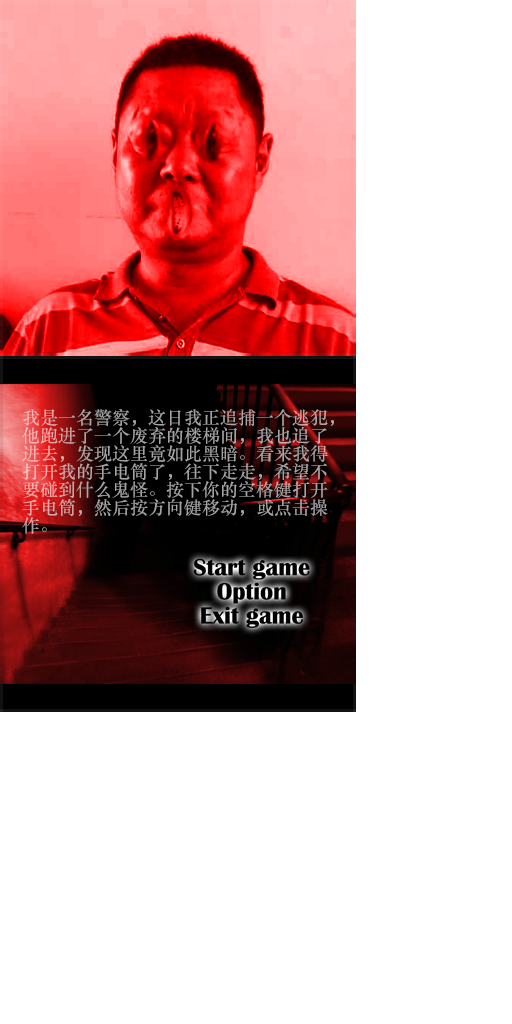 我是一名警察，这日我正追捕一个逃犯，
他跑进了一个废弃的楼梯间，我也追了
进去，发现这里竟如此黑暗。看来我得
打开我的手电筒了，往下走走，希望不
要碰到什么鬼怪。按下你的空格键打开
手电筒，然后按方向键移动，或点击操
作。
Start game
Option
Exit game